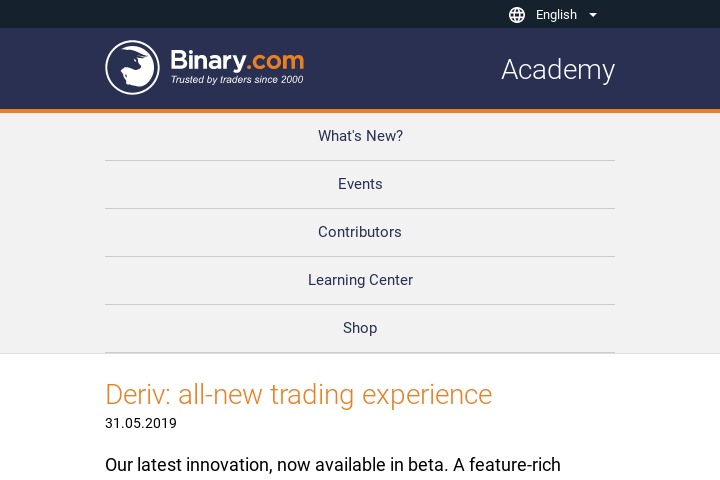 English
Binary.com
Trusted by traders since 2000
Academy
What's New?
Events
Contributors
Learning Center
Shop
Deriv: all-new trading experience
31.05.2019
Our latest innovation, now available in beta. A feature-rich